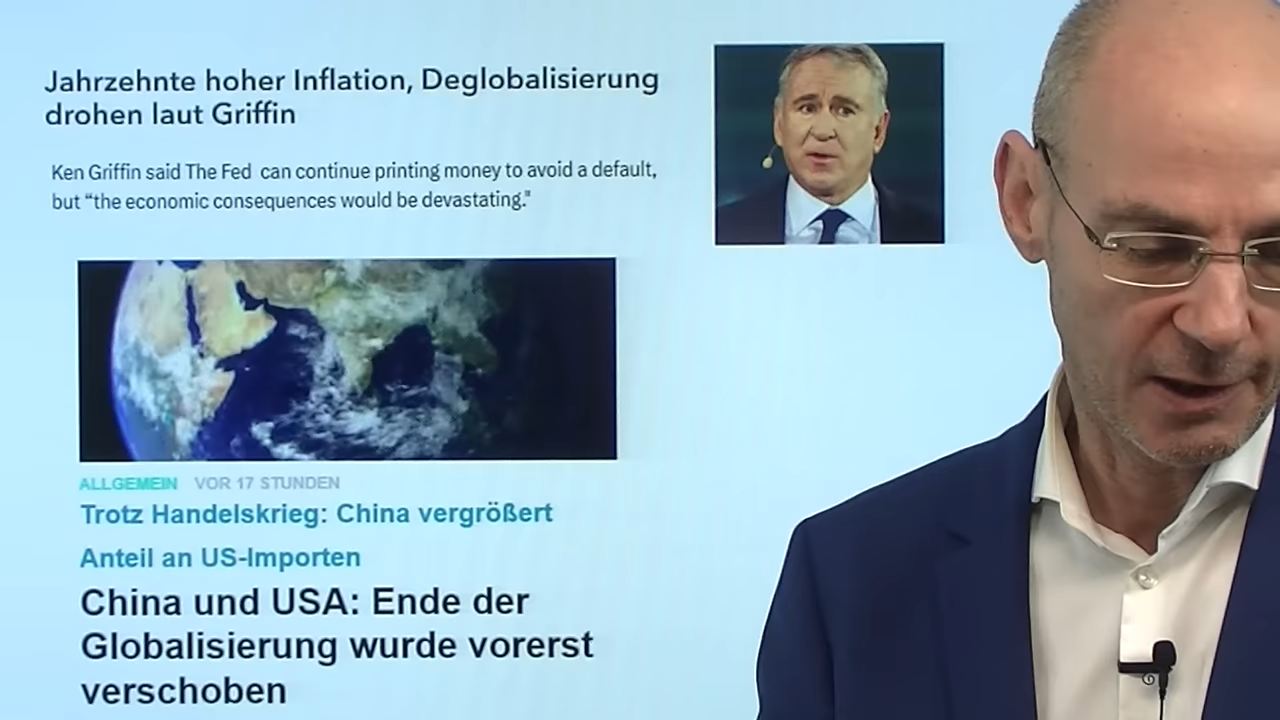 Jahrzehnte hoher Inflation, Deglobalisierung
drohen laut Griffin
Ken Griffin said The Fed can continue printing money to avoid a default,
but “the economic consequences would be devastating."
ALLGEMEIN VOR 17 STUNDEN
Trotz Handelskrieg: China vergrößert
Anteil an US-Importen
China und USA: Ende der
Globalisierung wurde vorerst
verschoben